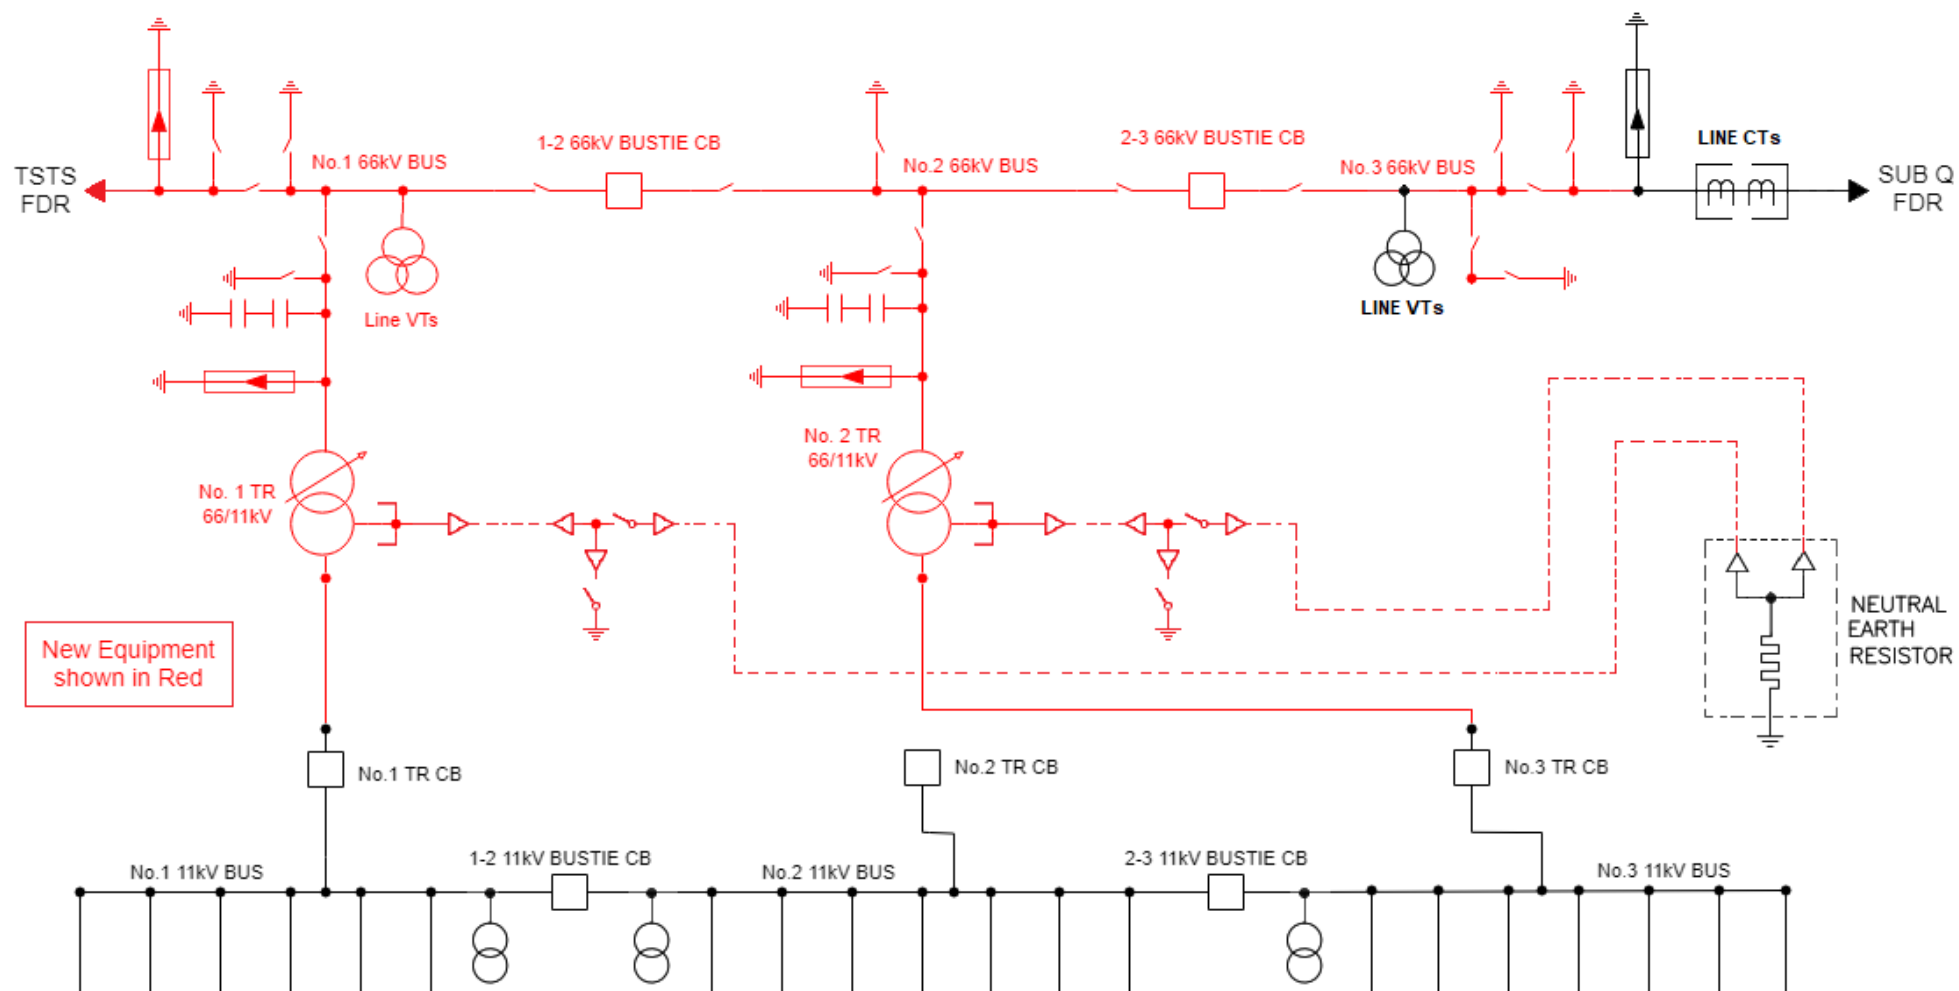 1-2 66kV BUSTIE CB
2-3 66kV BUSTIE CB
LINE CTs
No.1 66kV BUS
No.2 66kV BUS
No.3 66kV BUS
TSTS
FDR
SUB Q
FDR
Line VTs
LINE VTs
No. 1 TR
66/11kV
No. 2 TR
66/11kV
New Equipment
shown in Red
NEUTRAL
EARTH
RESISTOR
No.1 TR CB
No.2 TR CB
No.3 TR CB
No.1 11kV BUS
1-2 11kV BUSTIE CB
No.2 11kV BUS
2-3 11kV BUSTIE CB
No.3 11kV BUS